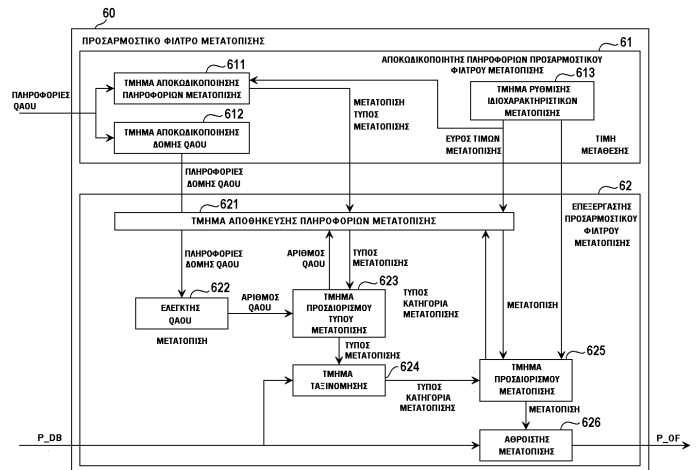 60
ΠΡΟΣΑΡΜΟΣΤΙΚΟ ΦΙΛΤΡΟ ΜΕΤΑΤΟΠΙΣΗΣ
61
ΑΠΟΚΩΔΙΚΟΠΟΙΗΤΗΣ ΠΛΗΡΟΦΟΡΙΩΝ ΠΡΟΣΑΡΜΟΣΤΙΚΟΥ
ΦΙΛΤΡΟΥ ΜΕΤΑΤΟΠΙΣΗΣ
611
ΤΜΗΜΑ ΑΠΟΚΩΔΙΚΟΠΟΙΗΣΗΣ
ΠΛΗΡΟΦΟΡΙΩΝ ΜΕΤΑΤΟΠΙΣΗΣ
613
ΤΜΗΜΑ ΡΥΘΜΙΣΗΣ
ΙΔΙΟΧΑΡΑΚΤΗΡΙΣΤΙΚΩΝ
ΜΕΤΑΤΟΠΙΣΗΣ
ΠΛΗΡΟΦΟΡΙΕΣ
QAOU
612
ΤΜΗΜΑ ΑΠΟΚΩΔΙΚΟΠΟΙΗΣΗΣ
ΔΟΜΗΣ QAOU
ΜΕΤΑΤΟΠΙΣΗ
ΤΥΠΟΣ
ΜΕΤΑΤΟΠΙΣΗΣ
ΕΥΡΟΣ ΤΙΜΩΝ
ΜΕΤΑΤΟΠΙΣΗΣ
ΤΙΜΗ
ΜΕΤΑΘΕΣΗΣ
ΠΛΗΡΟΦΟΡΙΕΣ
ΔΟΜΗΣ QAOU
62
ΕΠΕΞΕΡΓΑΣΤΗΣ
ΠΡΟΣΑΡΜΟΣΤΙΚΟΥ
ΦΙΛΤΡΟΥ
ΜΕΤΑΤΟΠΙΣΗΣ
621
ΤΜΗΜΑ ΑΠΟΘΗΚΕΥΣΗΣ ΠΛΗΡΟΦΟΡΙΩΝ ΜΕΤΑΤΟΠΙΣΗΣ
ΠΛΗΡΟΦΟΡΙΕΣ
ΔΟΜΗΣ QAOU
ΑΡΙΘΜΟΣ
QAOU
ΤΥΠΟΣ
ΜΕΤΑΤΟΠΙΣΗΣ
622
ΕΛΕΓΚΤΗΣ
QAOU
ΜΕΤΑΤΟΠΙΣΗ
ΑΡΙΘΜΟΣ
QAOU
623
ΤΜΗΜΑ
ΠΡΟΣΔΙΟΡΙΣΜΟΥ
ΤΥΠΟΥ
ΜΕΤΑΤΟΠΙΣΗΣ
ΤΥΠΟΣ
ΚΑΤΗΓΟΡΙΑ
ΜΕΤΑΤΟΠΙΣΗΣ
ΜΕΤΑΤΟΠΙΣΗ
ΤΥΠΟΣ
ΜΕΤΑΤΟΠΙΣΗΣ
624
ΤΜΗΜΑ
ΤΑΞΙΝΟΜΗΣΗΣ
ΤΥΠΟΣ
ΚΑΤΗΓΟΡΙΑ
ΜΕΤΑΤΟΠΙΣΗΣ
625
ΤΜΗΜΑ
ΠΡΟΣΔΙΟΡΙΣΜΟΥ
ΜΕΤΑΤΟΠΙΣΗΣ
ΜΕΤΑΤΟΠΙΣΗ
626
ΑΘΡΟΙΣΤΗΣ
ΜΕΤΑΤΟΠΙΣΗΣ
P_DB
P_OF